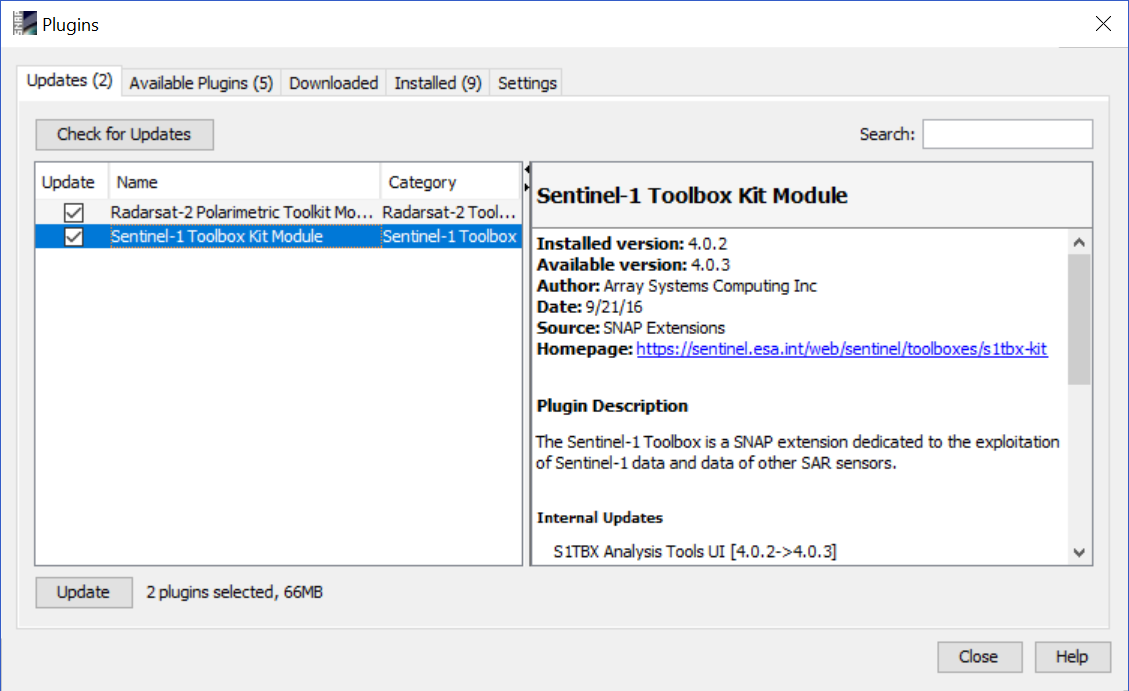 Plugins
Updates (2) Available Plugins (5) Downloaded Installed (9) Settings
Check for Updates Search:
Update Name Category
Radarsat-2 Polarimetric Toolkit Mo... Radarsat-2 Tool...
Sentinel-1 Toolbox Kit Module Sentinel-1 Toolbox
Sentinel-1 Toolbox Kit Module
Installed version: 4.0.2
Available version: 4.0.3
Author: Array Systems Computing Inc
Date: 9/21/16
Source: SNAP Extensions
Homepage: https://sentinel.esa.int/web/sentinel/toolboxes/s1tbx-kit
Plugin Description
The Sentinel-1 Toolbox is a SNAP extension dedicated to the exploitation
of Sentinel-1 data and data of other SAR sensors.
Internal Updates
S1TBX Analysis Tools UI [4.0.2->4.0.3]
Update 2 plugins selected, 66MB
Close Help